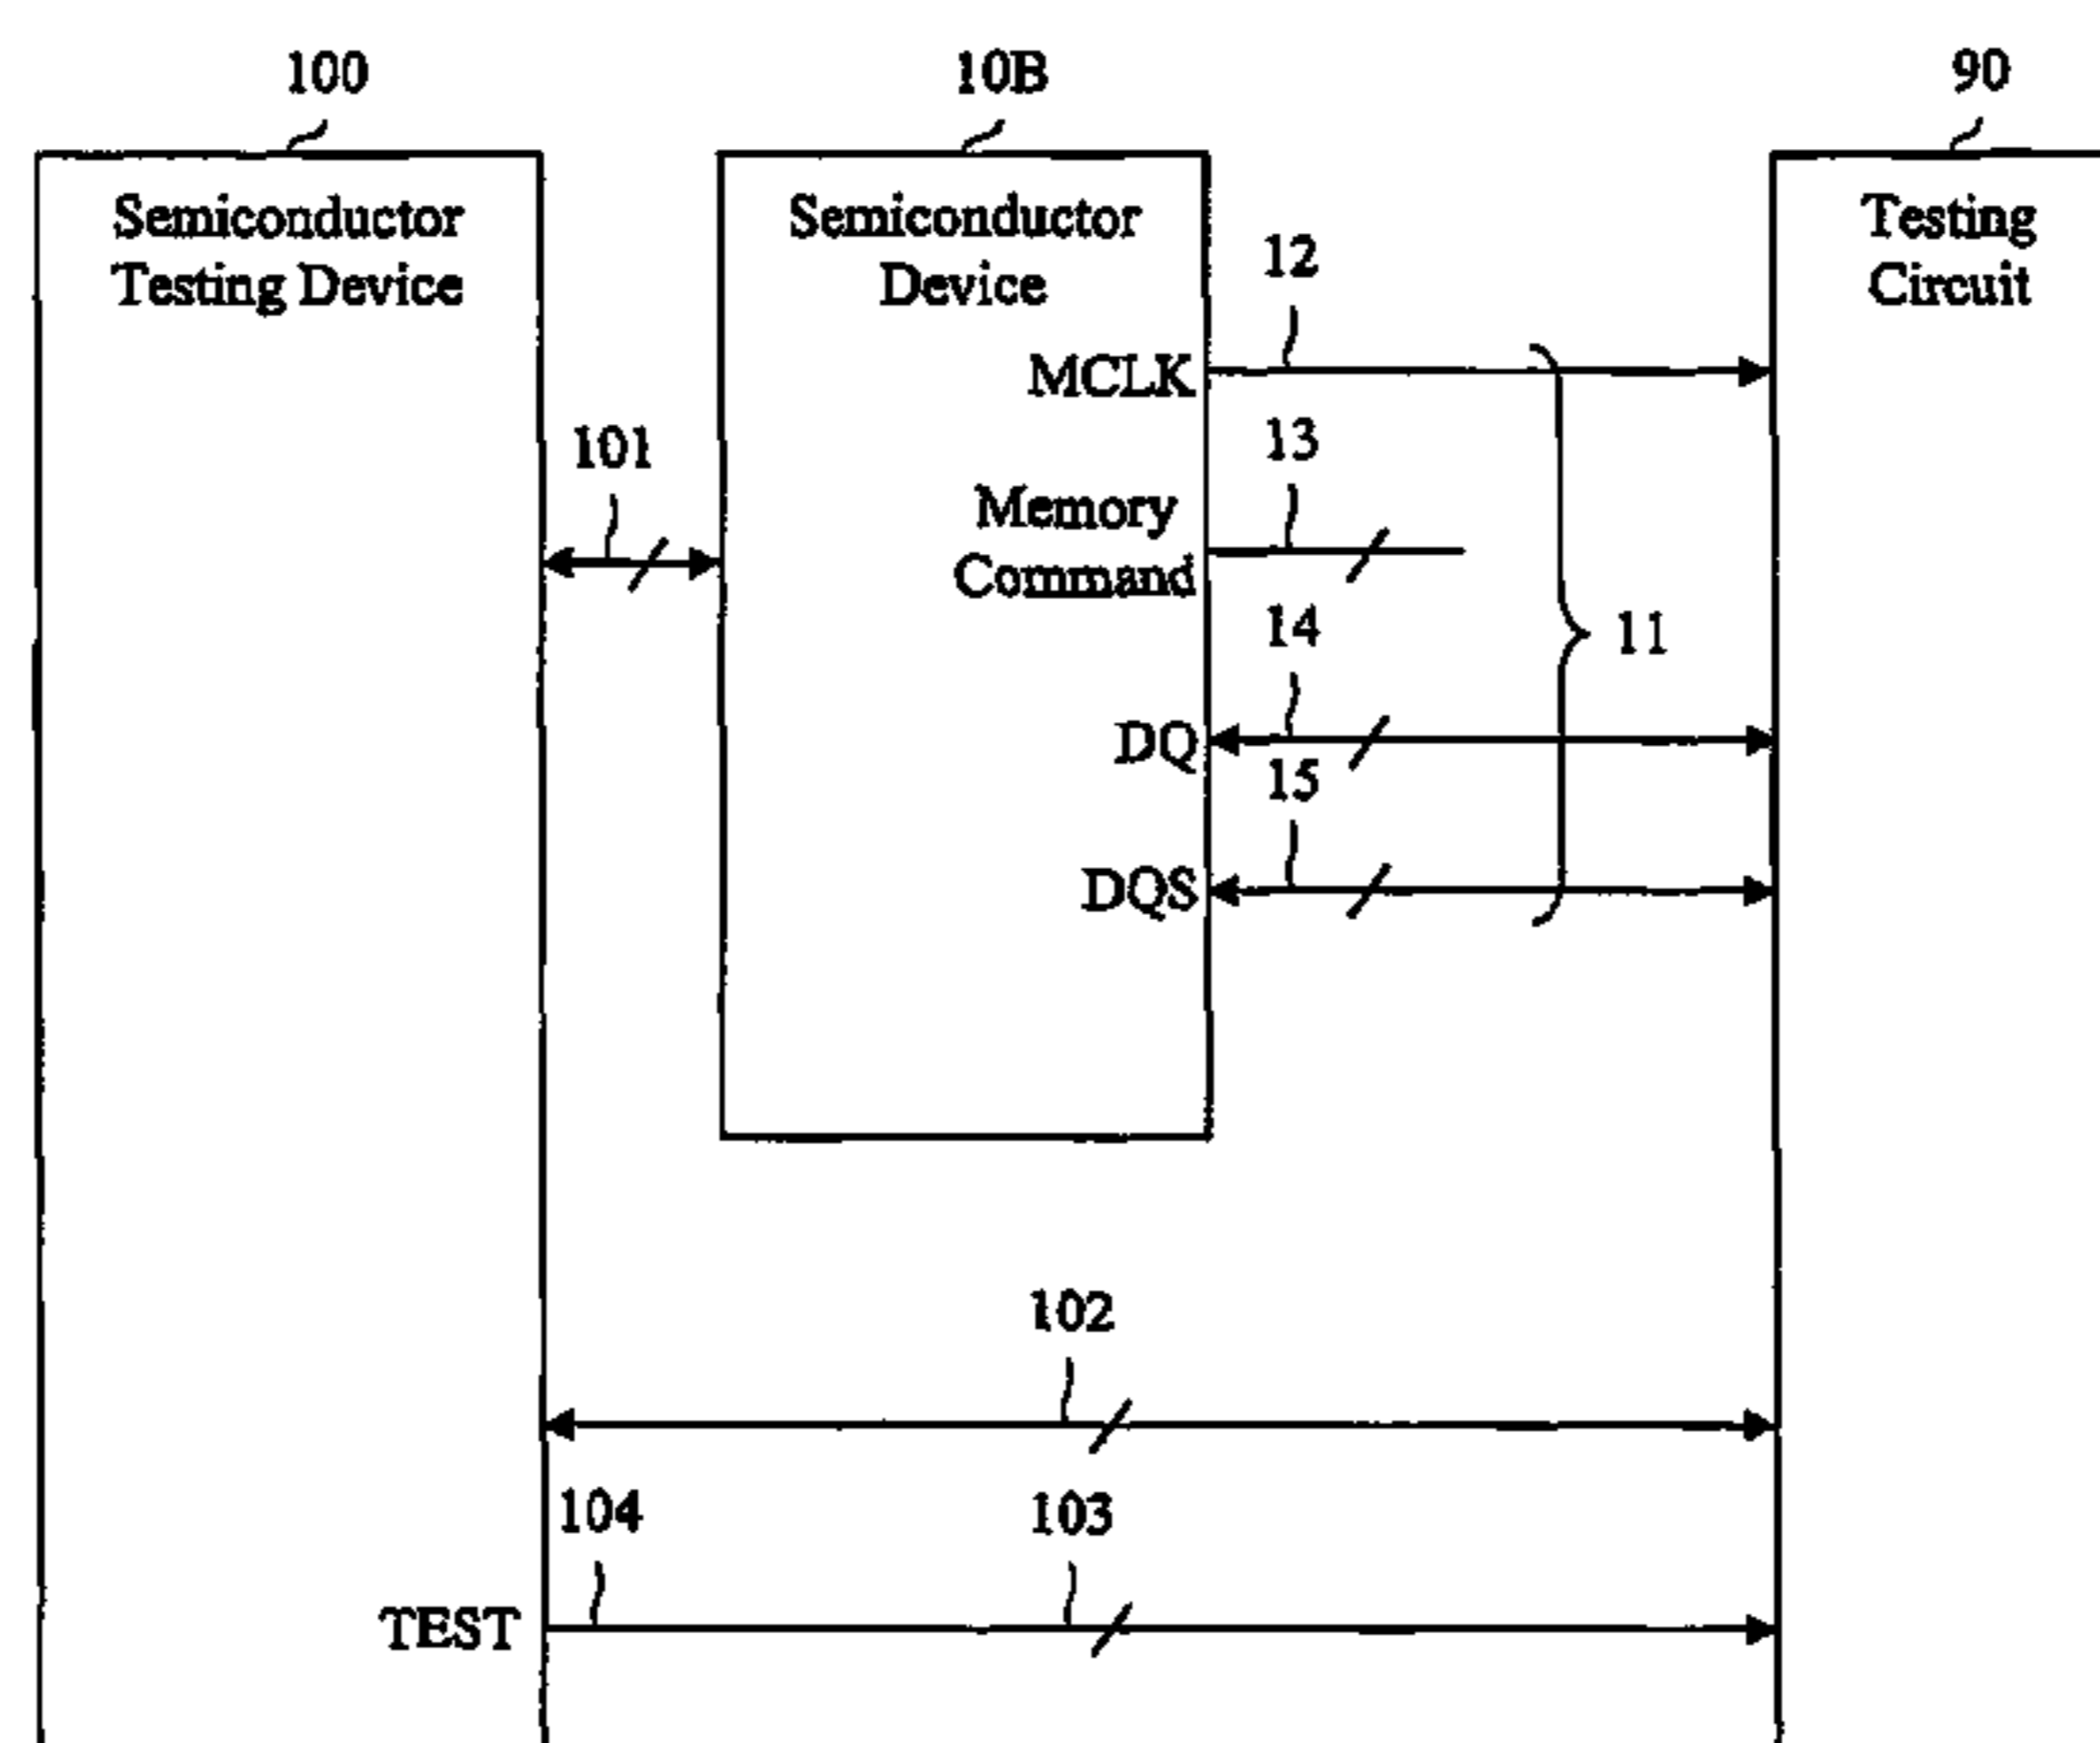 100
10B
90
Semiconductor
Testing Device
Semiconductor
Device
Testing
Circuit
12
MCLK
13
101
Memory
Command
14
11
DQ
15
DQS
102
104
103
TEST